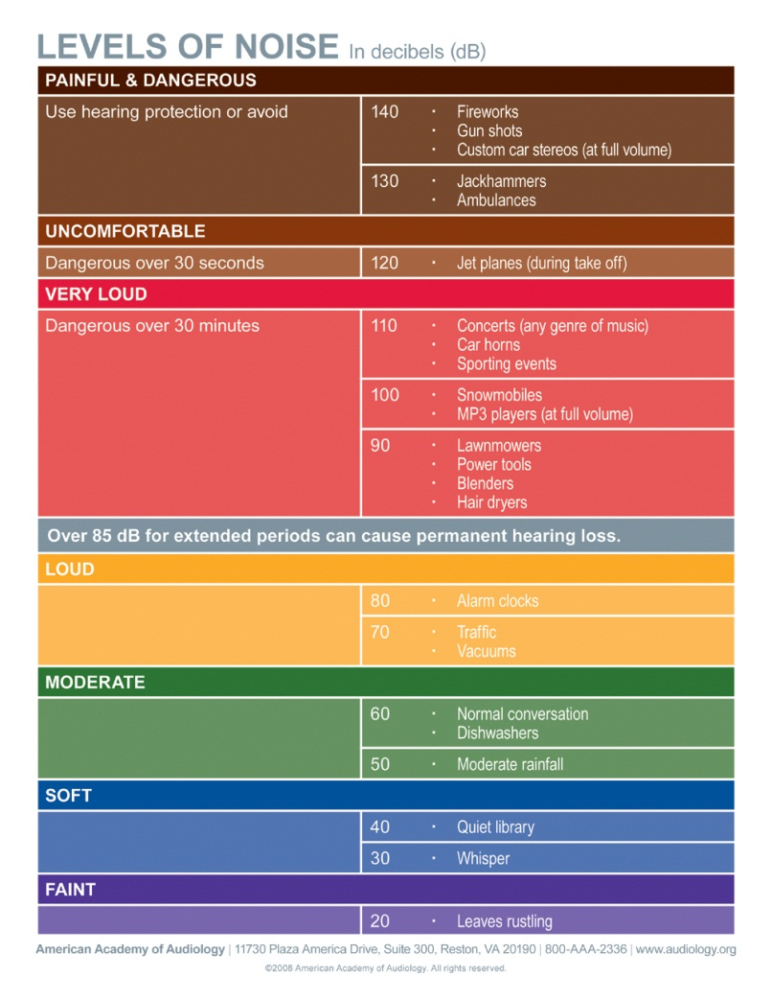 LEVELS OF NOISE In decibels (dB)
PAINFUL & DANGEROUS
Use hearing protection or avoid
140 · Fireworks
· Gun shots
· Custom car stereos (at full volume)
130 · Jackhammers
· Ambulances
UNCOMFORTABLE
Dangerous over 30 seconds
120 · Jet planes (during take off)
VERY LOUD
Dangerous over 30 minutes
110 · Concerts (any genre of music)
· Car horns
· Sporting events
100 · Snowmobiles
· MP3 players (at full volume)
90 · Lawnmowers
· Power tools
· Blenders
· Hair dryers
Over 85 dB for extended periods can cause permanent hearing loss.
LOUD
80 · Alarm clocks
70 · Traffic
· Vacuums
MODERATE
60 · Normal conversation
· Dishwashers
50 · Moderate rainfall
SOFT
40 · Quiet library
30 · Whisper
FAINT
20 · Leaves rustling
American Academy of Audiology | 11730 Plaza America Drive, Suite 300, Reston, VA 20190 | 800-AAA-2336 | www.audiology.org
©2008 American Academy of Audiology. All rights reserved.